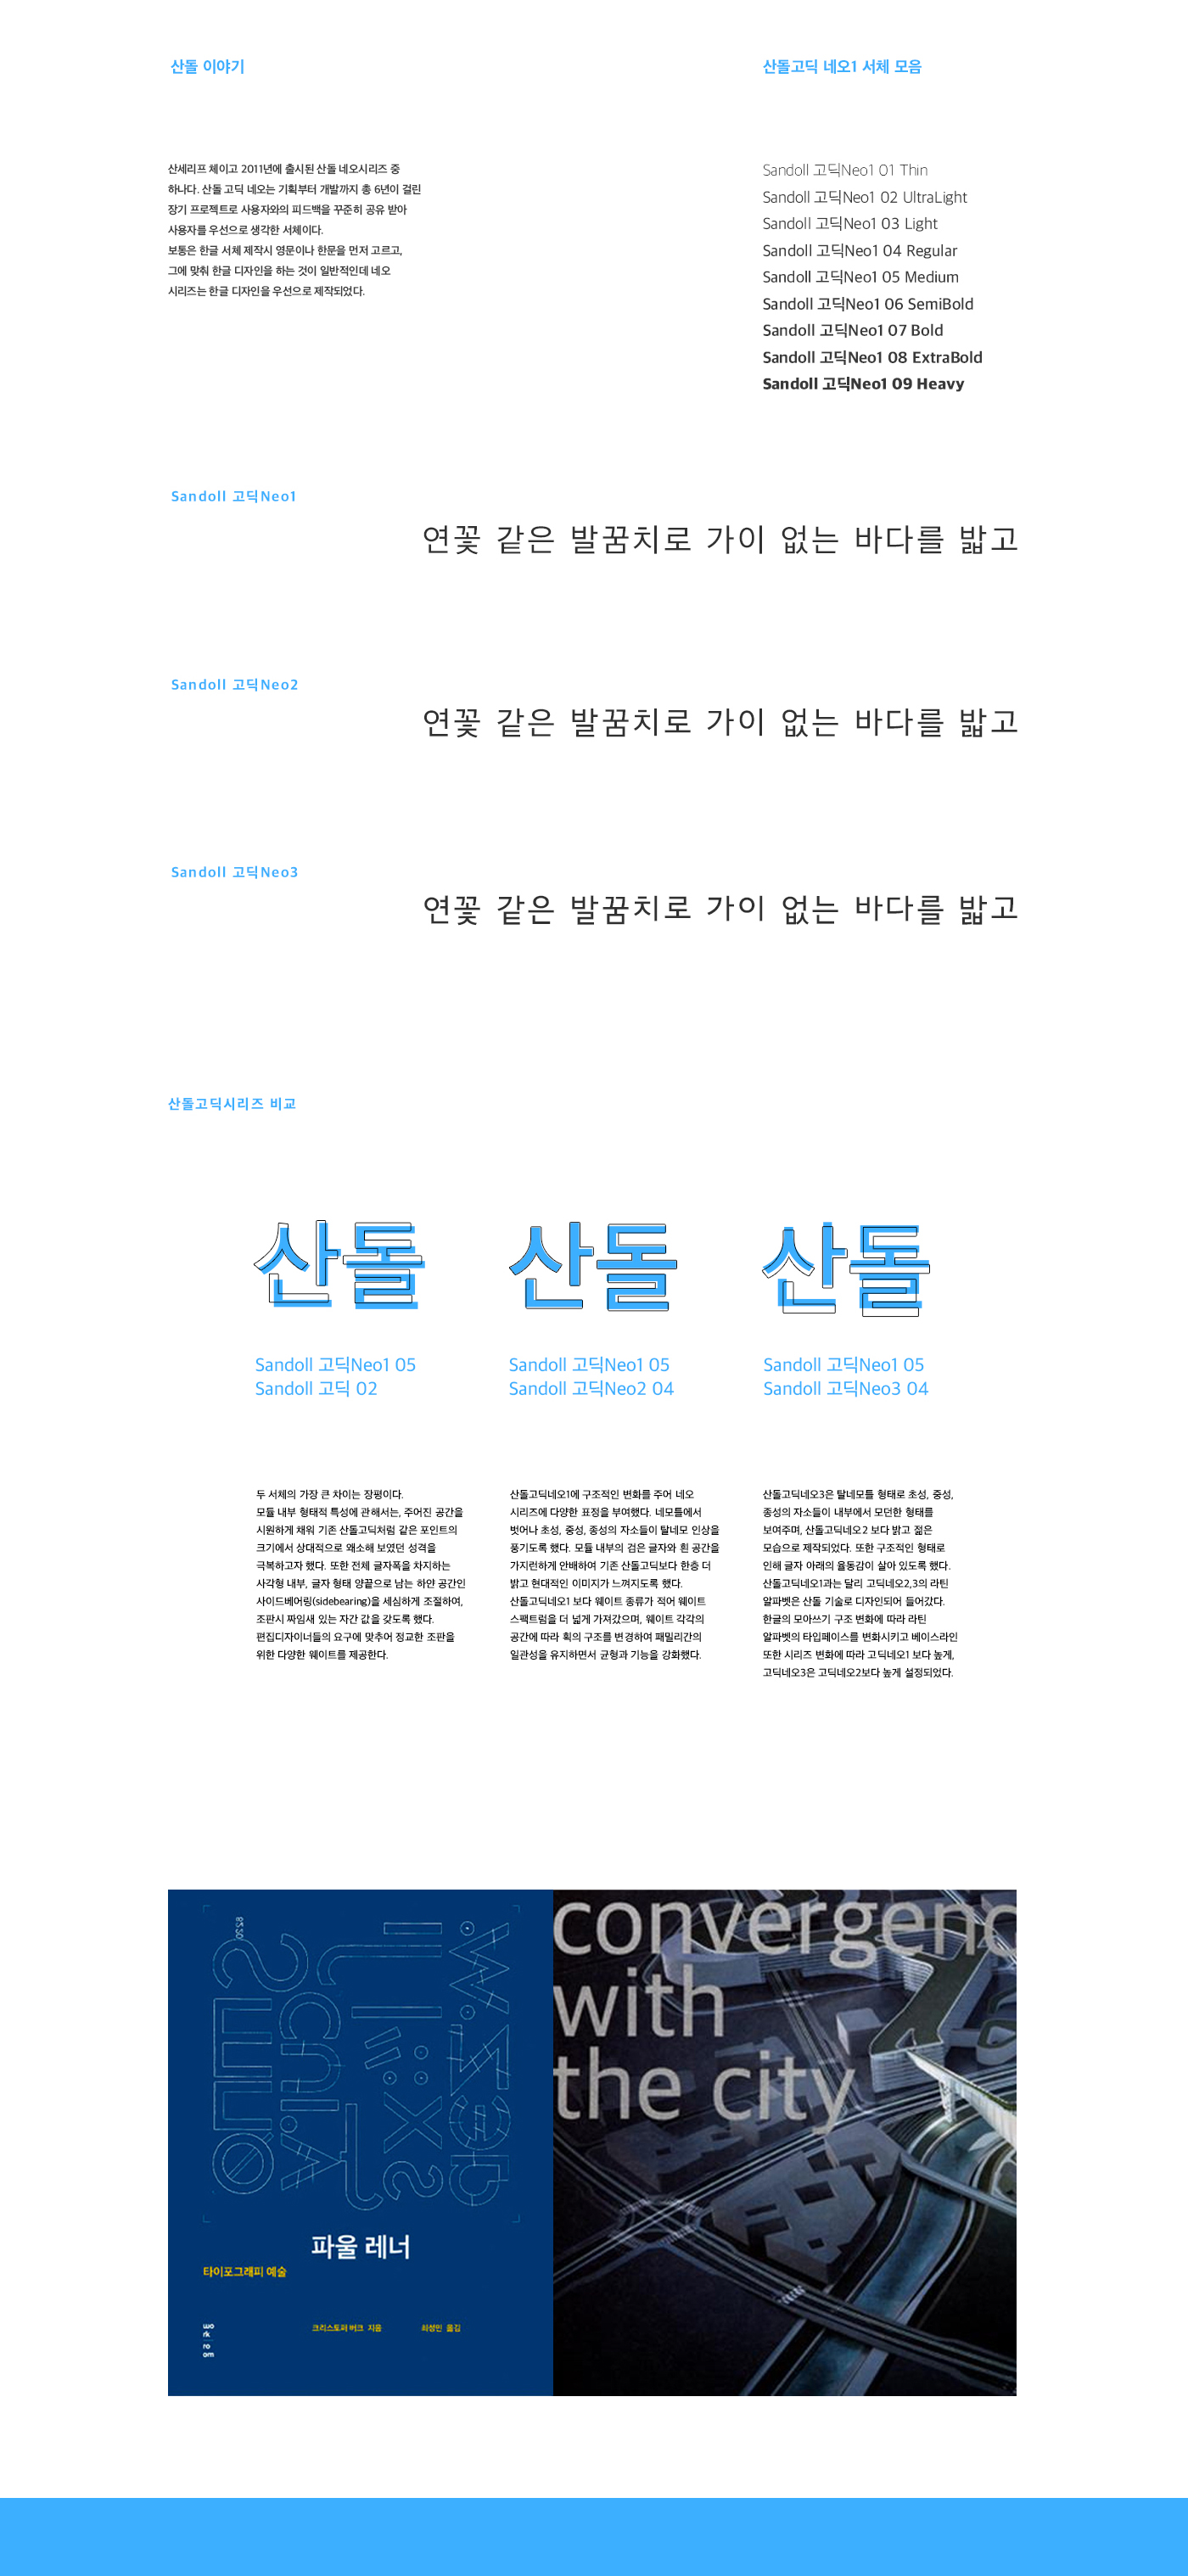 산돌 이야기
산세리프 체이고 2011년에 출시된 산돌 네오시리즈 중
하나다. 산돌 고딕 네오는 기획부터 개발까지 총 6년이 걸린
장기 프로젝트로 사용자와의 피드백을 꾸준히 공유 받아
사용자를 우선으로 생각한 서체이다.
보통은 한글 서체 제작시 영문이나 한문을 먼저 고르고,
그에 맞춰 한글 디자인을 하는 것이 일반적인데 네오
시리즈는 한글 디자인을 우선으로 제작되었다.
산돌고딕 네오1 서체 모음
Sandoll 고딕Neo1 01 Thin
Sandoll 고딕Neo1 02 UltraLight
Sandoll 고딕Neo1 03 Light
Sandoll 고딕Neo1 04 Regular
Sandoll 고딕Neo1 05 Medium
Sandoll 고딕Neo1 06 SemiBold
Sandoll 고딕Neo1 07 Bold
Sandoll 고딕Neo1 08 ExtraBold
Sandoll 고딕Neo1 09 Heavy
Sandoll 고딕Neo1
연꽃 같은 발꿈치로 가이 없는 바다를 밟고
Sandoll 고딕Neo2
연꽃 같은 발꿈치로 가이 없는 바다를 밟고
Sandoll 고딕Neo3
연꽃 같은 발꿈치로 가이 없는 바다를 밟고
산돌고딕시리즈 비교
산돌
Sandoll 고딕Neo1 05
Sandoll 고딕 02
두 서체의 가장 큰 차이는 장평이다.
모듈 내부 형태적 특성에 관해서는, 주어진 공간을
시원하게 채워 기존 산돌고딕처럼 같은 포인트의
크기에서 상대적으로 왜소해 보였던 성격을
극복하고자 했다. 또한 전체 글자폭을 차지하는
사각형 내부, 글자 형태 양끝으로 남는 하얀 공간인
사이드베어링(sidebearing)을 세심하게 조절하여,
조판시 짜임새 있는 자간 값을 갖도록 했다.
편집디자이너들의 요구에 맞추어 정교한 조판을
위한 다양한 웨이트를 제공한다.
산돌
Sandoll 고딕Neo1 05
Sandoll 고딕Neo2 04
산돌고딕네오1에 구조적인 변화를 주어 네오
시리즈에 다양한 표정을 부여했다. 네모틀에서
벗어나 초성, 중성, 종성의 자소들이 탈네모 인상을
풍기도록 했다. 모듈 내부의 검은 글자와 흰 공간을
가지런하게 안배하여 기존 산돌고딕보다 한층 더
밝고 현대적인 이미지가 느껴지도록 했다.
산돌고딕네오1 보다 웨이트 종류가 적어 웨이트
스팩트럼을 더 넓게 가져갔으며, 웨이트 각각의
공간에 따라 획의 구조를 변경하여 패밀리간의
일관성을 유지하면서 균형과 기능을 강화했다.
산돌
Sandoll 고딕Neo1 05
Sandoll 고딕Neo3 04
산돌고딕네오3은 탈네모틀 형태로 초성, 중성,
종성의 자소들이 내부에서 모던한 형태를
보여주며, 산돌고딕네오2 보다 밝고 젊은
모습으로 제작되었다. 또한 구조적인 형태로
인해 글자 아래의 율동감이 살아 있도록 했다.
산돌고딕네오1과는 달리 고딕네오2,3의 라틴
알파벳은 산돌 기술로 디자인되어 들어갔다.
한글의 모아쓰기 구조 변화에 따라 라틴
알파벳의 타입페이스를 변화시키고 베이스라인
또한 시리즈 변화에 따라 고딕네오1 보다 높게,
고딕네오3은 고딕네오2보다 높게 설정되었다.
파울 레너
타이포그래피 예술
크리스토퍼 버크 지음
최성민 옮김
wo
rk
ro
om
convergenc
with
the city